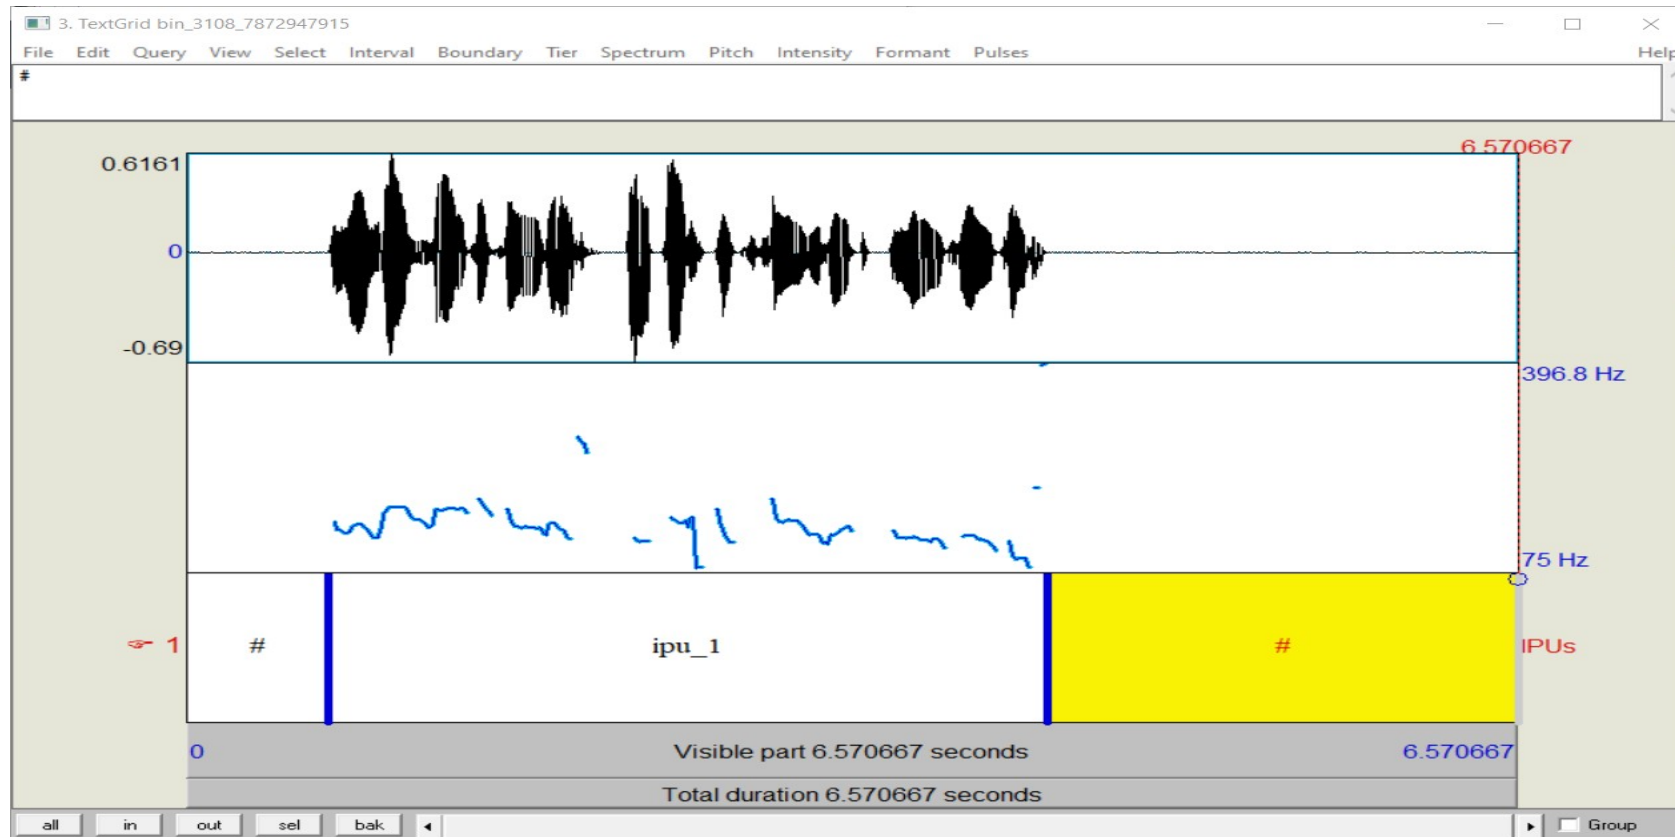 3. TextGrid bin_3108_7872947915
File Edit Query View Select Interval Boundary Tier Spectrum Pitch Intensity Formant Pulses Help
#
6.570667
0.6161
0
-0.69
396.8 Hz
75 Hz
☞ 1 # ipu_1 # IPUs
0 Visible part 6.570667 seconds 6.570667
Total duration 6.570667 seconds
all in out sel bak Group